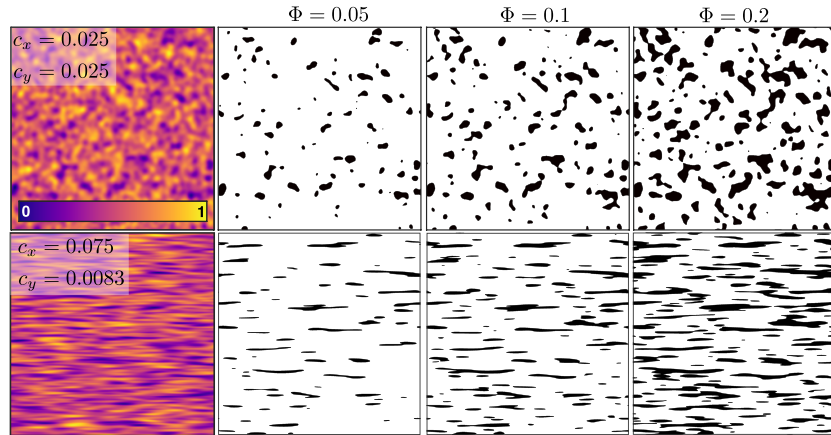 Φ = 0.05
Φ = 0.1
Φ = 0.2
c_x = 0.025
c_y = 0.025
0 1
c_x = 0.075
c_y = 0.0083